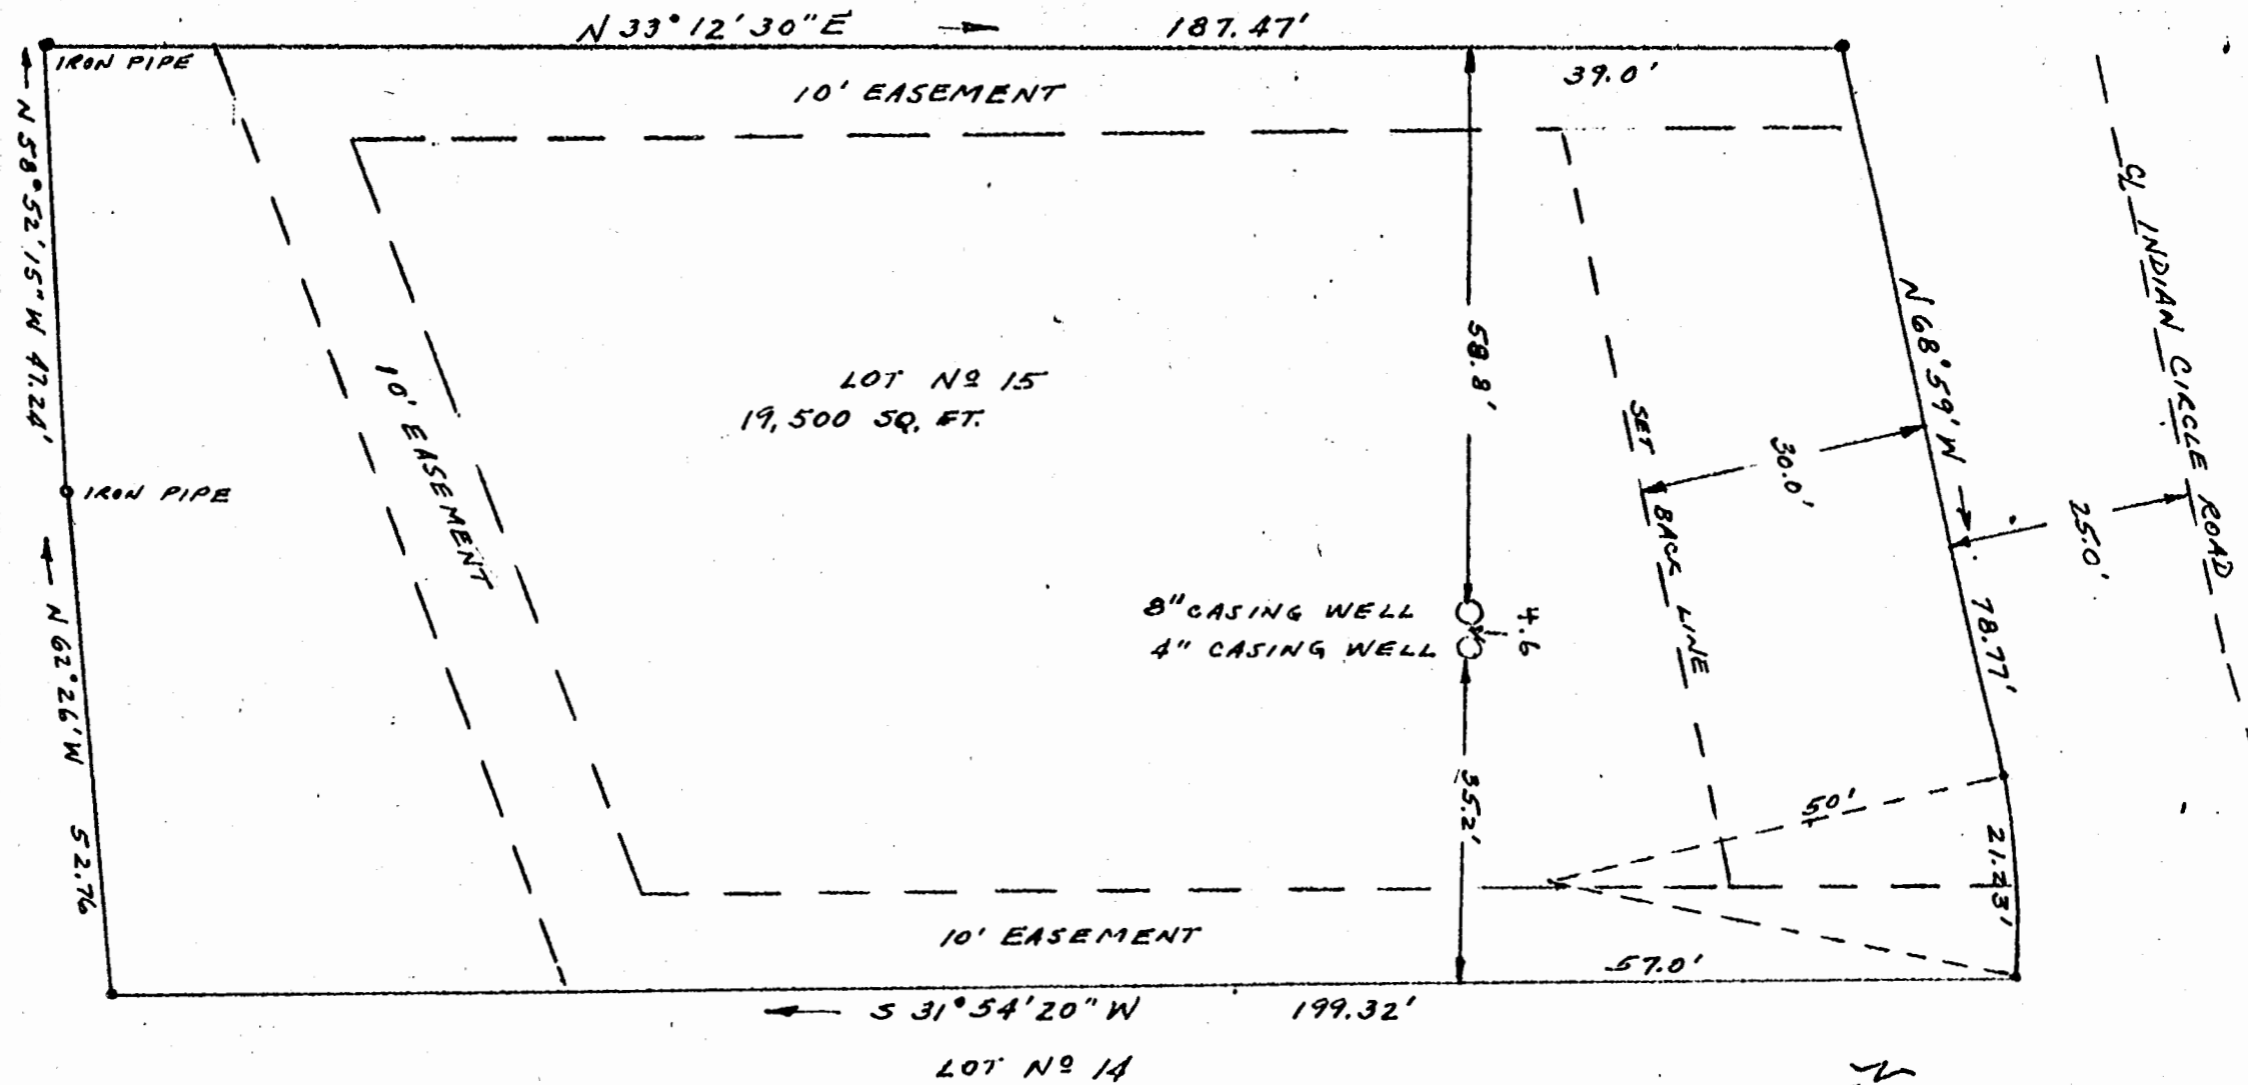 N 33° 12' 30" E 187.47'
IRON PIPE
39.0'
10' EASEMENT
N 58° 52' 15" W 47.24'
℄ INDIAN CIRCLE ROAD
N 68° 59' W 78.77'
58.8'
LOT Nº 15
19,500 SQ. FT.
10' EASEMENT
SET BACK LINE
30.0'
25.0'
IRON PIPE
N 62° 26' W 52.76
8" CASING WELL
4.6
4" CASING WELL
35.2'
50'
21.23'
10' EASEMENT
57.0'
S 31° 54' 20" W 199.32'
LOT Nº 14
N